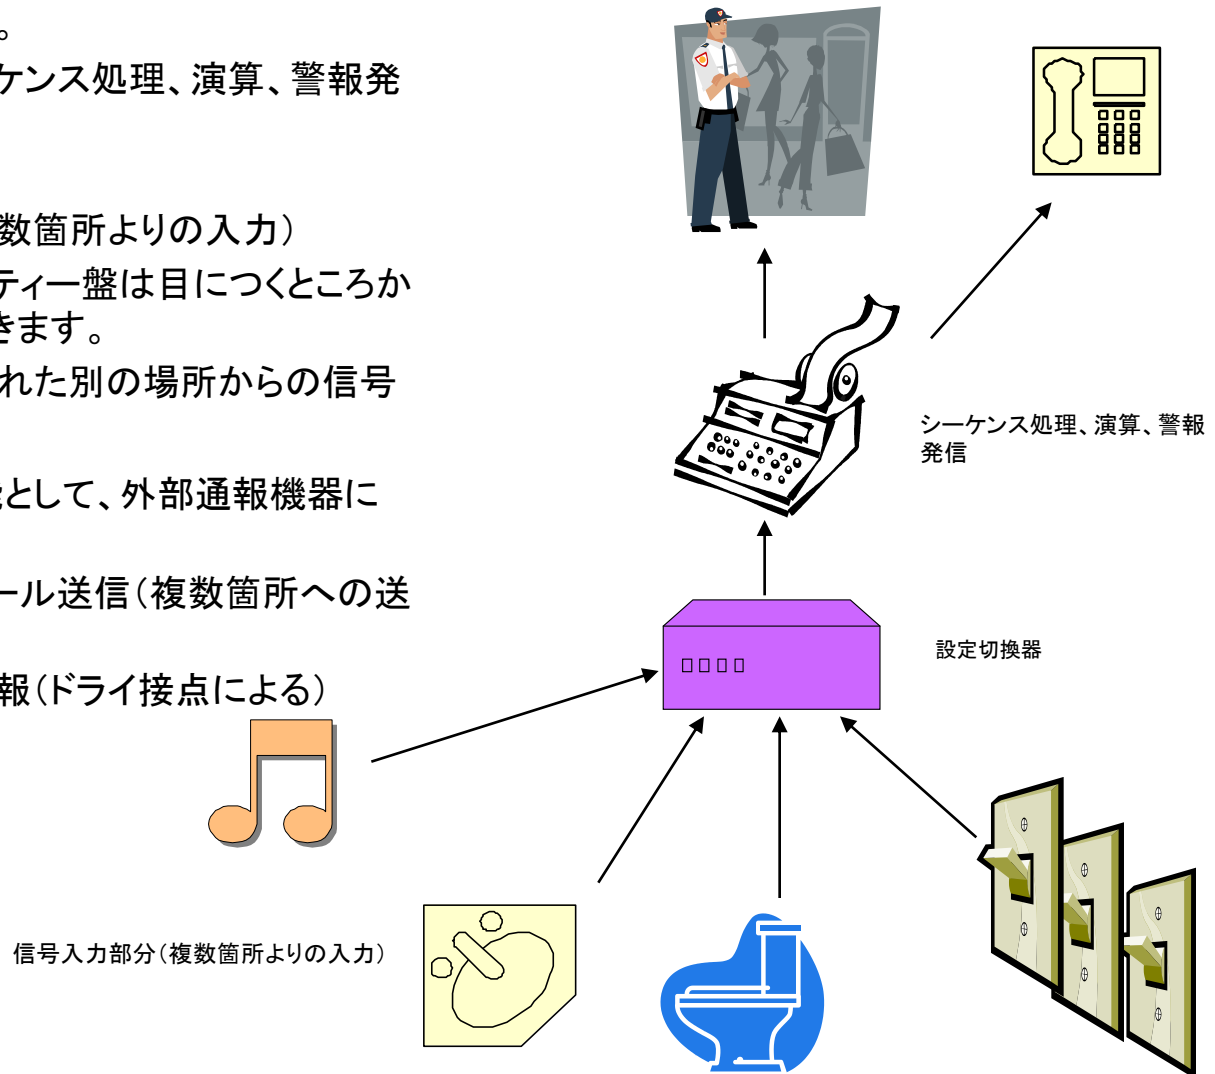 。
ケンス処理、演算、警報発
数箇所よりの入力）
ティー盤は目につくところか
きます。
れた別の場所からの信号
として、外部通報機器に
ール送信（複数箇所への送
報（ドライ接点による）
シーケンス処理、演算、警報
発信
設定切換器
信号入力部分（複数箇所よりの入力）